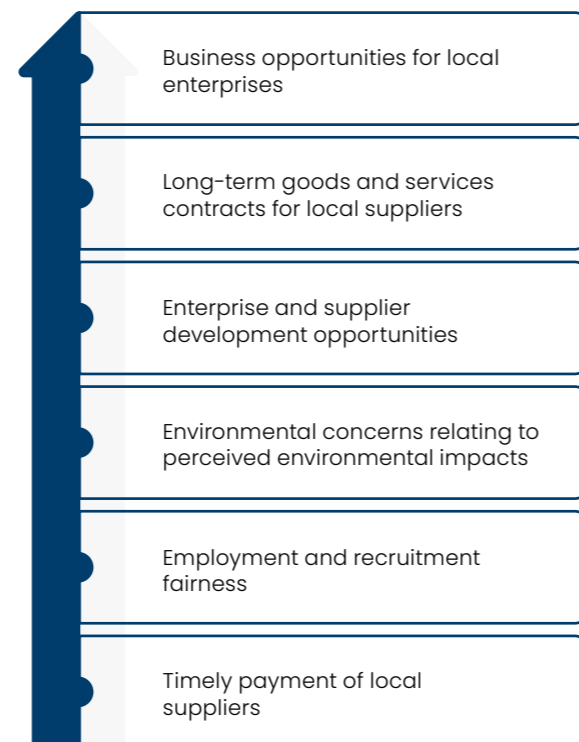 Business opportunities for local
enterprises
Long-term goods and services
contracts for local suppliers
Enterprise and supplier
development opportunities
Environmental concerns relating to
perceived environmental impacts
Employment and recruitment
fairness
Timely payment of local
suppliers